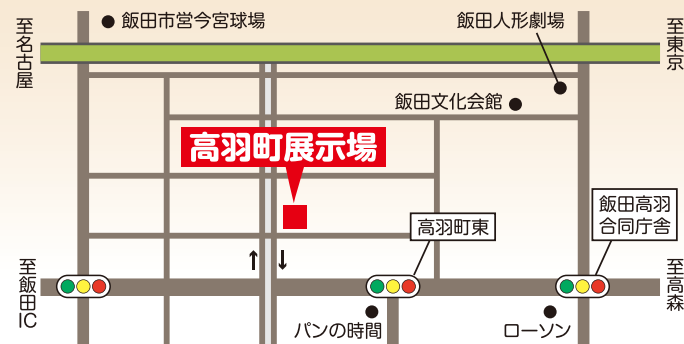 飯田市営今宮球場
飯田人形劇場
至名古屋
至東京
飯田文化会館
高羽町展示場
飯田高羽
合同庁舎
高羽町東
至飯田IC
至高森
パンの時間
ローソン